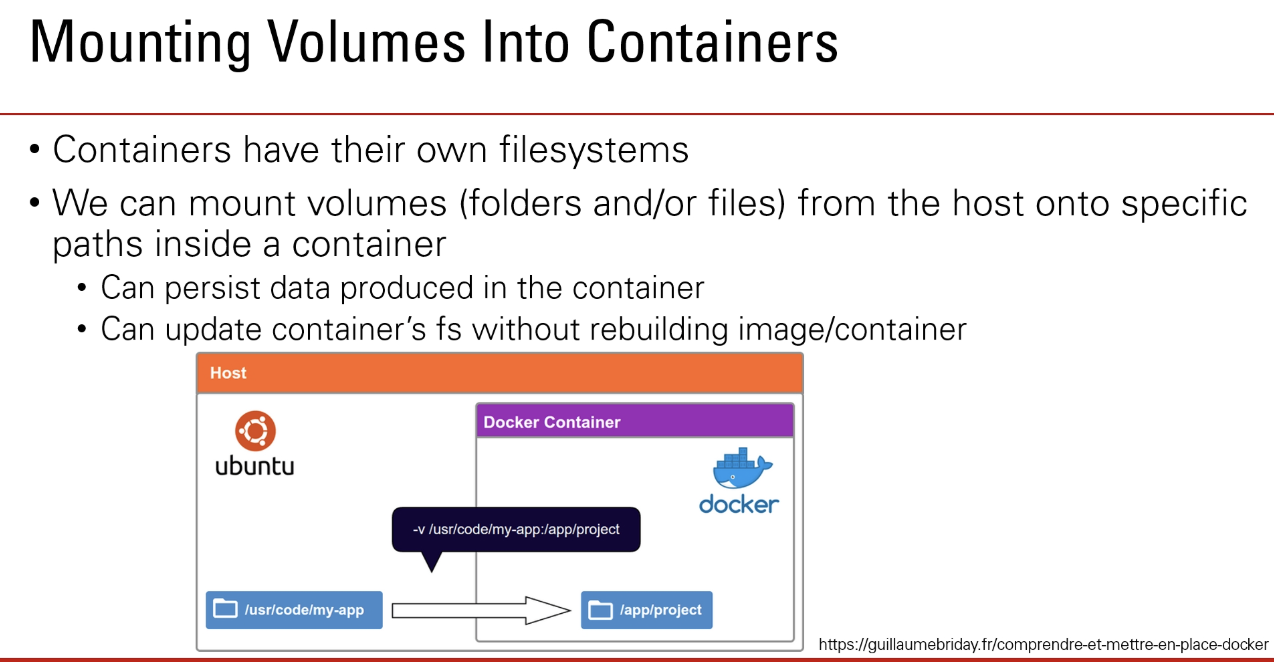 Mounting Volumes Into Containers
• Containers have their own filesystems
• We can mount volumes (folders and/or files) from the host onto specific
paths inside a container
• Can persist data produced in the container
• Can update container’s fs without rebuilding image/container
Host
Docker Container
ubuntu
docker
-v /usr/code/my-app:/app/project
/usr/code/my-app
/app/project
https://guillaumebriday.fr/comprendre-et-mettre-en-place-docker